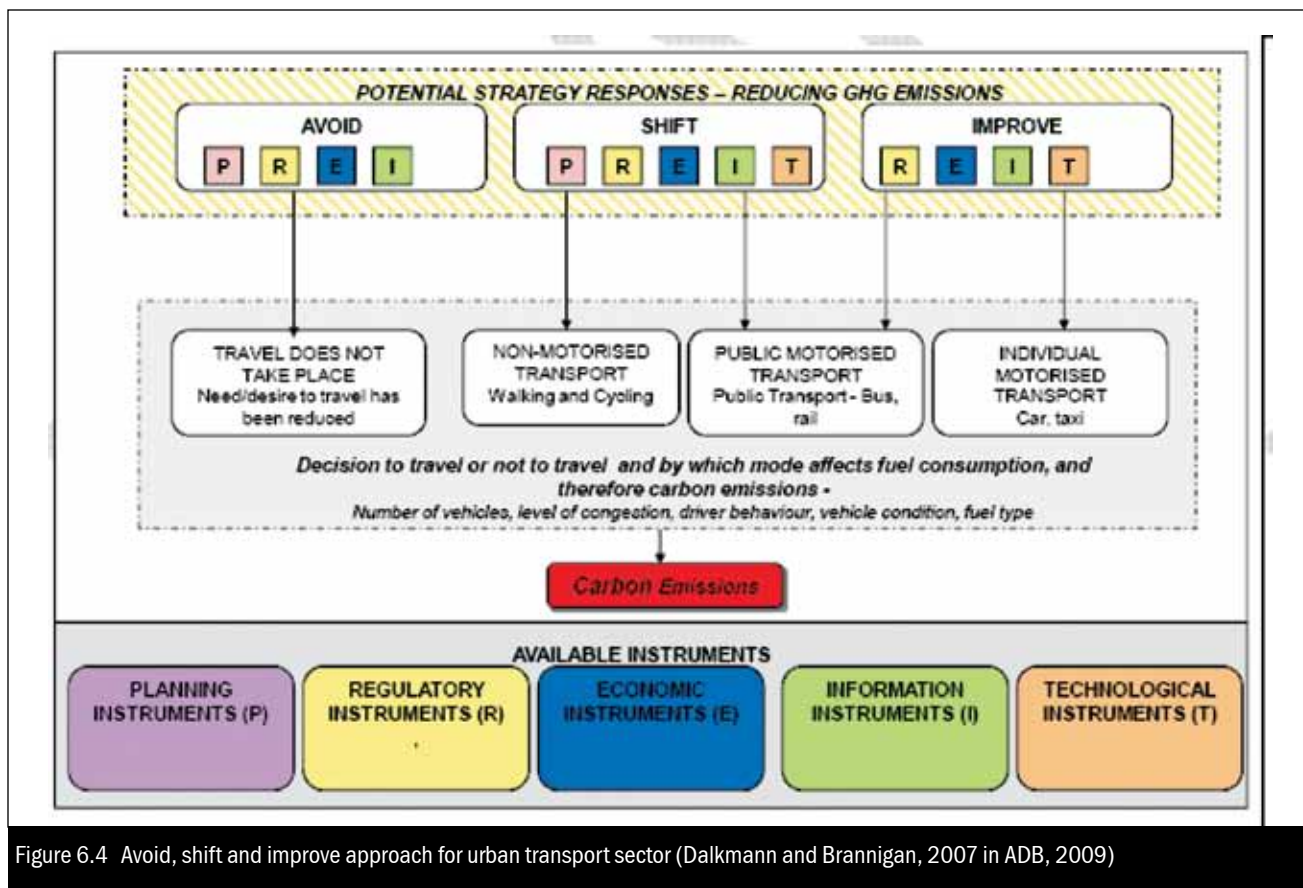 POTENTIAL STRATEGY RESPONSES – REDUCING GHG EMISSIONS
AVOID
P R E I
SHIFT
P R E I T
IMPROVE
R E I T
TRAVEL DOES NOT
TAKE PLACE
Need/desire to travel has
been reduced
NON-MOTORISED
TRANSPORT
Walking and Cycling
PUBLIC MOTORISED
TRANSPORT
Public Transport - Bus,
rail
INDIVIDUAL
MOTORISED
TRANSPORT
Car, taxi
Decision to travel or not to travel and by which mode affects fuel consumption, and
therefore carbon emissions -
Number of vehicles, level of congestion, driver behaviour, vehicle condition, fuel type
Carbon Emissions
AVAILABLE INSTRUMENTS
PLANNING
INSTRUMENTS (P)
REGULATORY
INSTRUMENTS (R)
ECONOMIC
INSTRUMENTS (E)
INFORMATION
INSTRUMENTS (I)
TECHNOLOGICAL
INSTRUMENTS (T)
Figure 6.4 Avoid, shift and improve approach for urban transport sector (Dalkmann and Brannigan, 2007 in ADB, 2009)